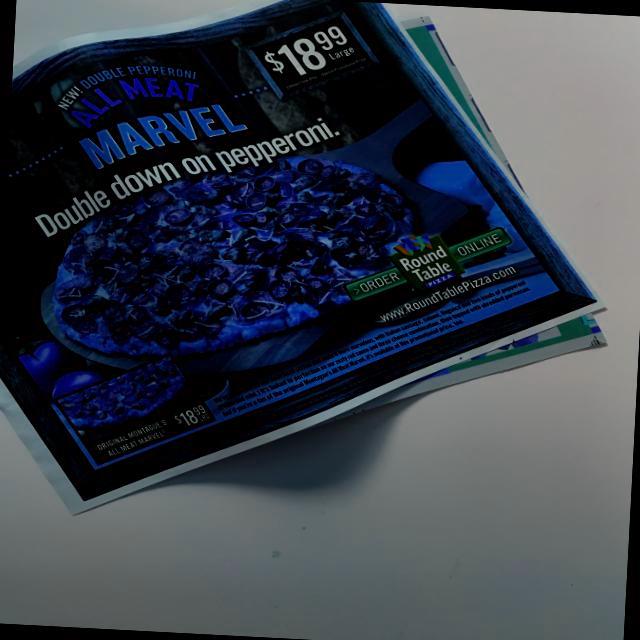 NEW! DOUBLE PEPPERONI
ALL MEAT
MARVEL
$18.99
Large
Double down on pepperoni.
ORDER
Round
Table
PIZZA
ONLINE
www.RoundTablePizza.com
ORIGINAL MONTAGUE'S
ALL MEAT MARVEL
$18.99